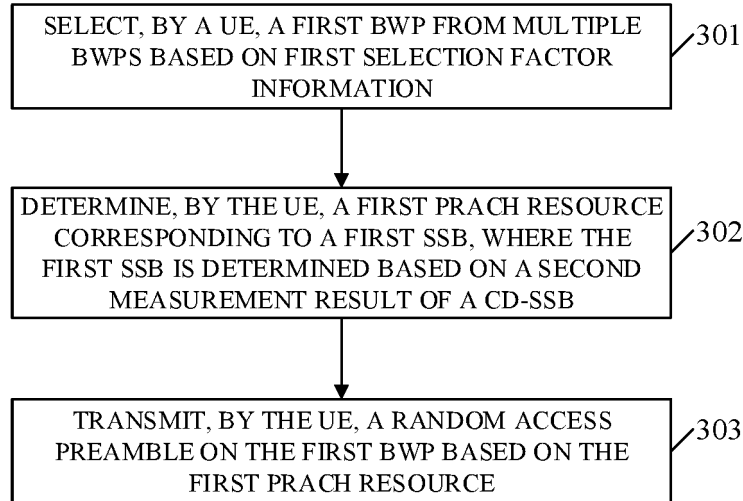 SELECT, BY A UE, A FIRST BWP FROM MULTIPLE
BWPS BASED ON FIRST SELECTION FACTOR
INFORMATION
301
DETERMINE, BY THE UE, A FIRST PRACH RESOURCE
CORRESPONDING TO A FIRST SSB, WHERE THE
FIRST SSB IS DETERMINED BASED ON A SECOND
MEASUREMENT RESULT OF A CD-SSB
302
TRANSMIT, BY THE UE, A RANDOM ACCESS
PREAMBLE ON THE FIRST BWP BASED ON THE
FIRST PRACH RESOURCE
303